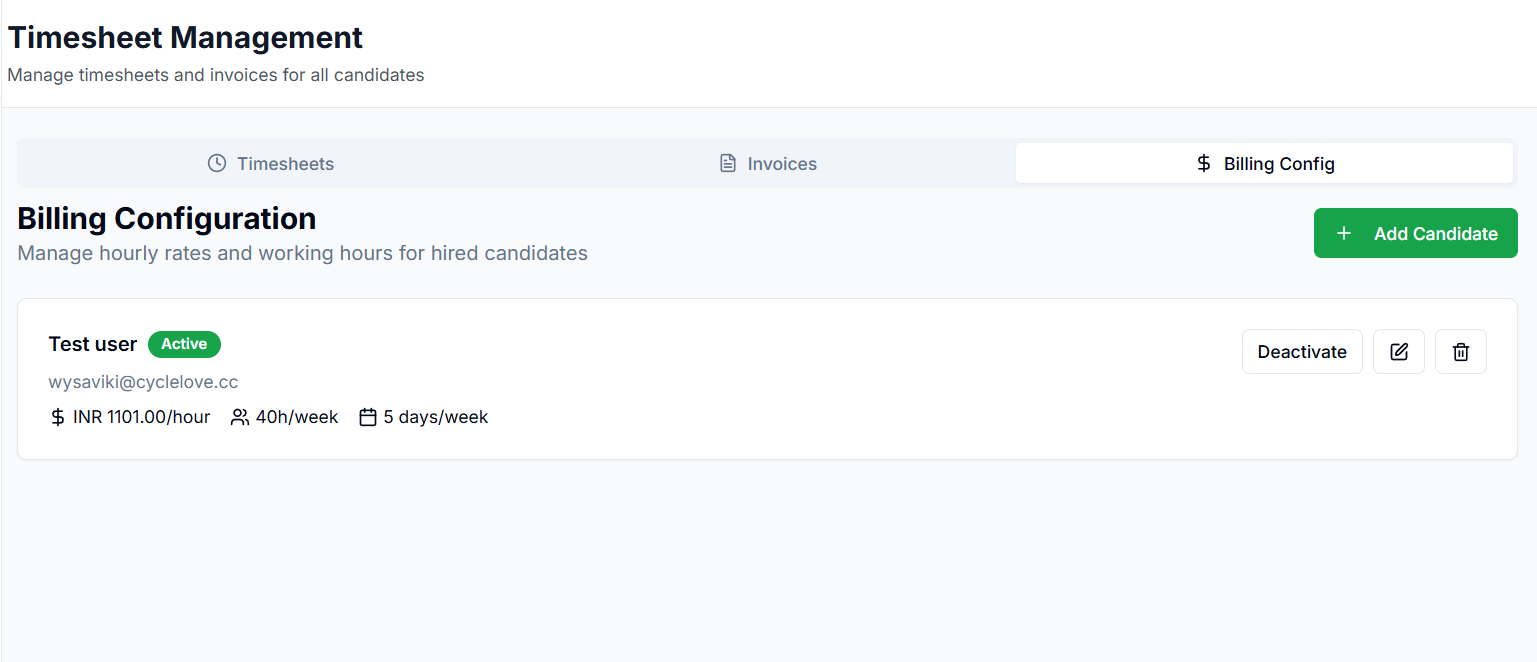 Timesheet Management
Manage timesheets and invoices for all candidates
Timesheets Invoices $ Billing Config
Billing Configuration
Manage hourly rates and working hours for hired candidates
+ Add Candidate
Test user Active
Deactivate
wysaviki@cyclelove.cc
$ INR 1101.00/hour 40h/week 5 days/week